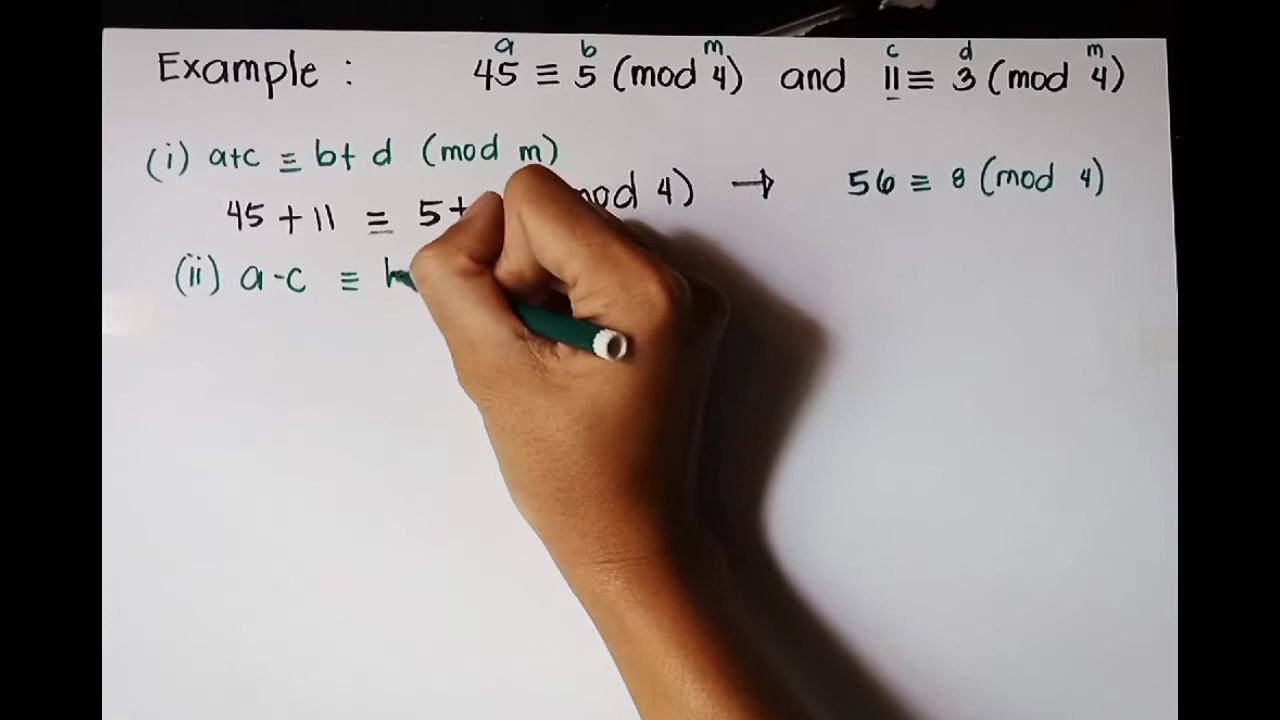 a b m c d m
Example : 45 ≡ 5 (mod 4) and 11 ≡ 3 (mod 4)
(i) a+c ≡ b+ d (mod m)
45 + 11 ≡ 5+ mod 4) → 56 ≡ 8 (mod 4)
(ii) a-c ≡